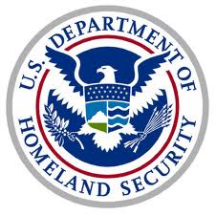 U.S. DEPARTMENT OF
HOMELAND SECURITY